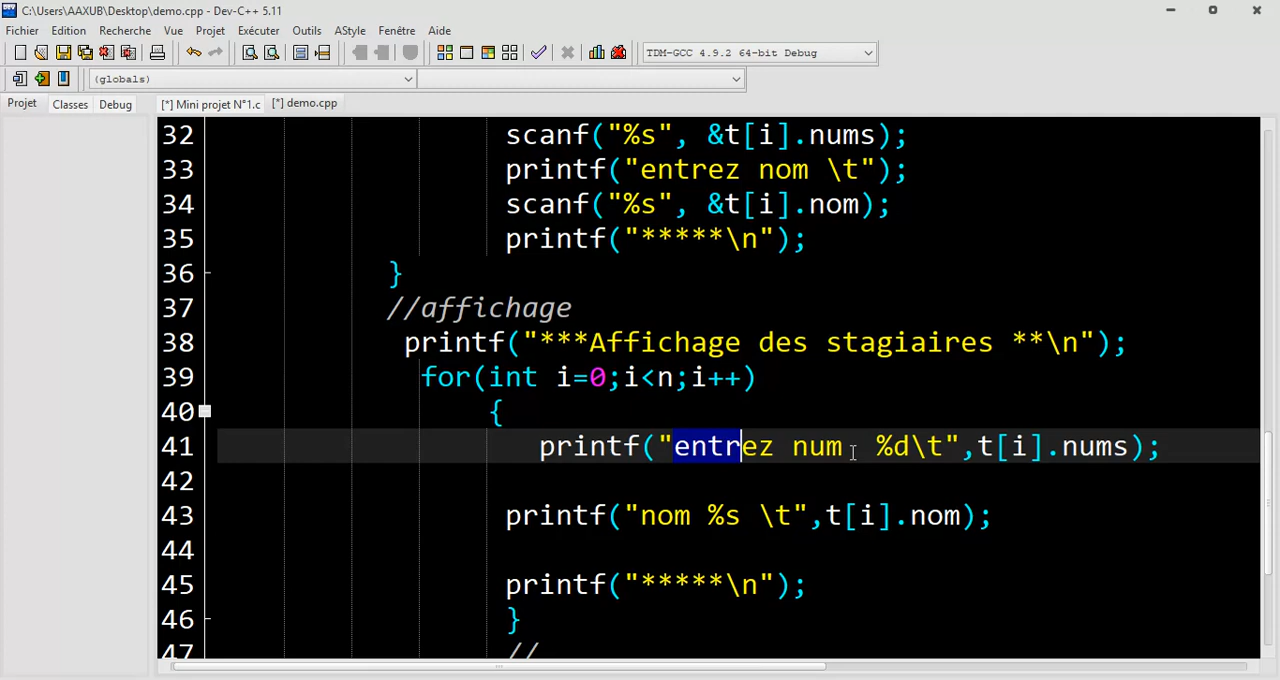 C:\Users\AAXUB\Desktop\demo.cpp - Dev-C++ 5.11
Fichier Edition Recherche Vue Projet Exécuter Outils AStyle Fenêtre Aide
TDM-GCC 4.9.2 64-bit Debug
(globals)
Projet Classes Debug [*] Mini projet N°1.c [*] demo.cpp
32 scanf("%s", &t[i].nums);
33 printf("entrez nom \t");
34 scanf("%s", &t[i].nom);
35 printf("*****\n");
36 }
37 //affichage
38 printf("***Affichage des stagiaires **\n");
39 for(int i=0;i<n;i++)
40 {
41 printf("entrez num  %d\t",t[i].nums);
42
43 printf("nom %s \t",t[i].nom);
44
45 printf("*****\n");
46 }
47 //